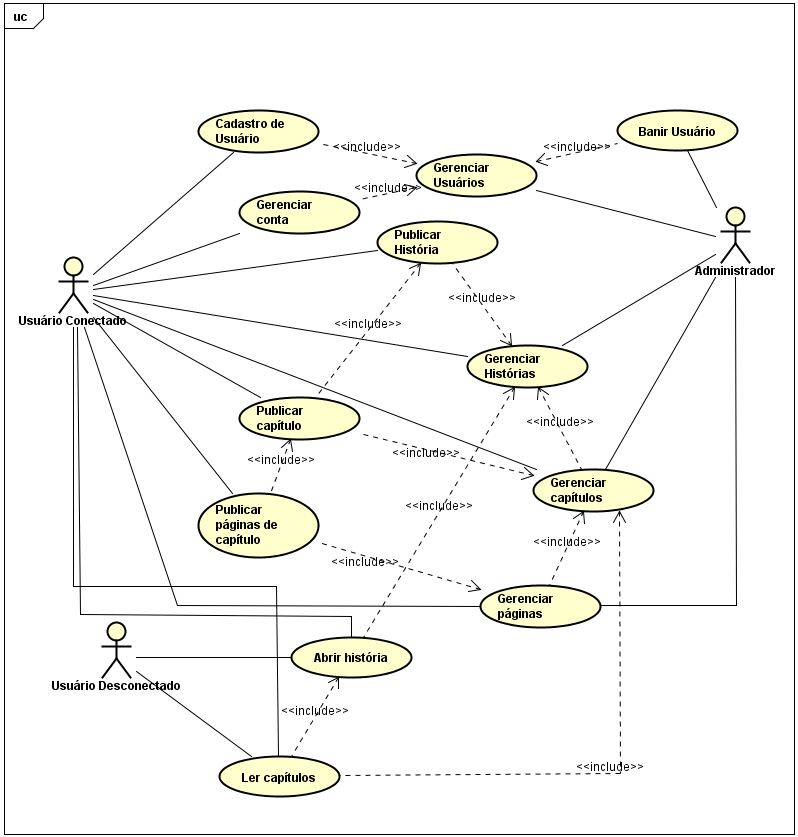 uc
Cadastro de
Usuário
Banir Usuário
<<include>>
<<include>>
Gerenciar
Usuários
<<include>>
Gerenciar
conta
Publicar
História
Administrador
Usuário Conectado
<<include>>
<<include>>
Gerenciar
Histórias
Publicar
capítulo
<<include>>
<<include>>
<<include>>
Gerenciar
capítulos
Publicar
páginas de
capítulo
<<include>>
<<include>>
<<include>>
Gerenciar
páginas
Abrir história
Usuário Desconectado
<<include>>
<<include>>
Ler capítulos